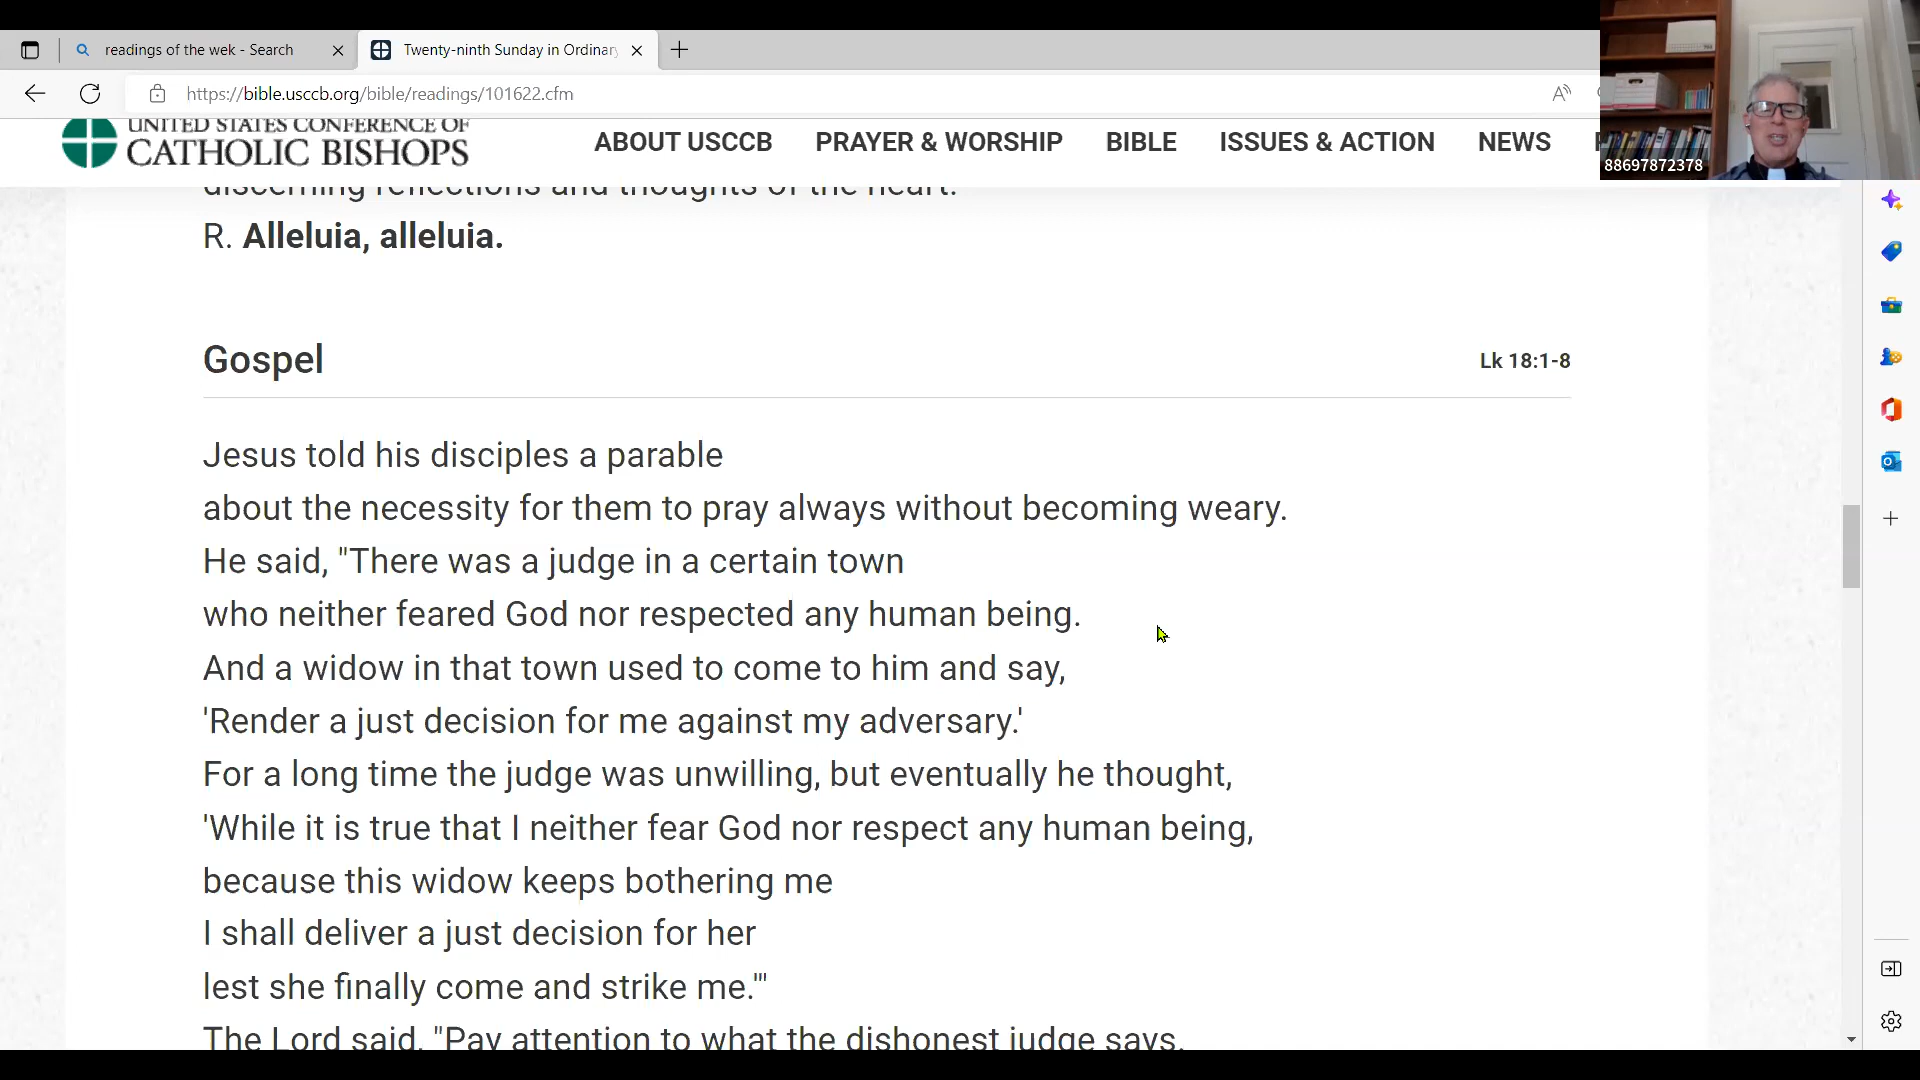 readings of the wek - Search
Twenty-ninth Sunday in Ordinar
https://bible.usccb.org/bible/readings/101622.cfm
UNITED STATES CONFERENCE OF
CATHOLIC BISHOPS
ABOUT USCCB PRAYER & WORSHIP BIBLE ISSUES & ACTION NEWS
88697872378
discerning reflections and thoughts of the heart.
R. Alleluia, alleluia.
Gospel
Lk 18:1-8
Jesus told his disciples a parable
about the necessity for them to pray always without becoming weary.
He said, "There was a judge in a certain town
who neither feared God nor respected any human being.
And a widow in that town used to come to him and say,
'Render a just decision for me against my adversary.'
For a long time the judge was unwilling, but eventually he thought,
'While it is true that I neither fear God nor respect any human being,
because this widow keeps bothering me
I shall deliver a just decision for her
lest she finally come and strike me.'"
The Lord said, "Pay attention to what the dishonest judge says.